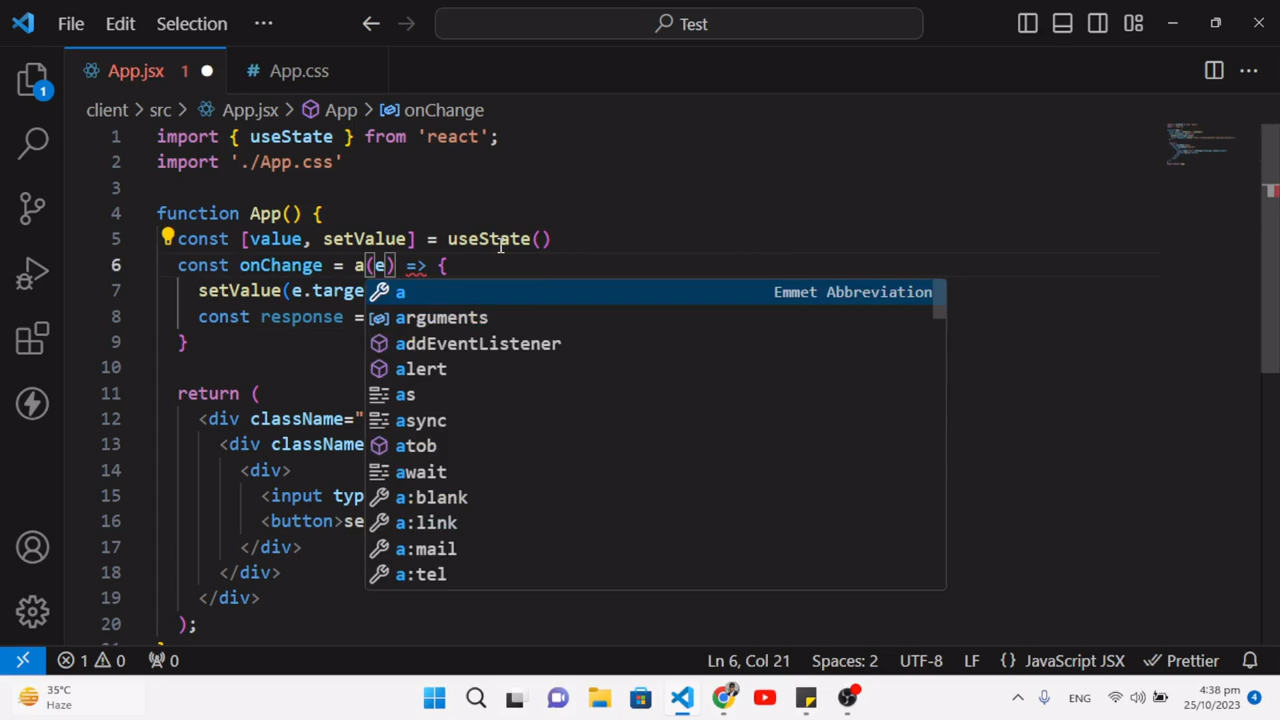 File Edit Selection ··· Test
App.jsx 1 App.css
client > src > App.jsx > App > onChange
1 import { useState } from 'react';
2 import './App.css'
3
4 function App() {
5 const [value, setValue] = useState()
6 const onChange = a(e) => {
7 setValue(e.targe
8 const response =
9 }
10
11 return (
12 <div className="
13 <div className
14 <div>
15 <input typ
16 <button>se
17 </div>
18 </div>
19 </div>
20 );
a Emmet Abbreviation
arguments
addEventListener
alert
as
async
atob
await
a:blank
a:link
a:mail
a:tel
1
1 0 0 Ln 6, Col 21 Spaces: 2 UTF-8 LF {} JavaScript JSX Prettier
35°C
Haze
ENG
4:38 pm
25/10/2023
4